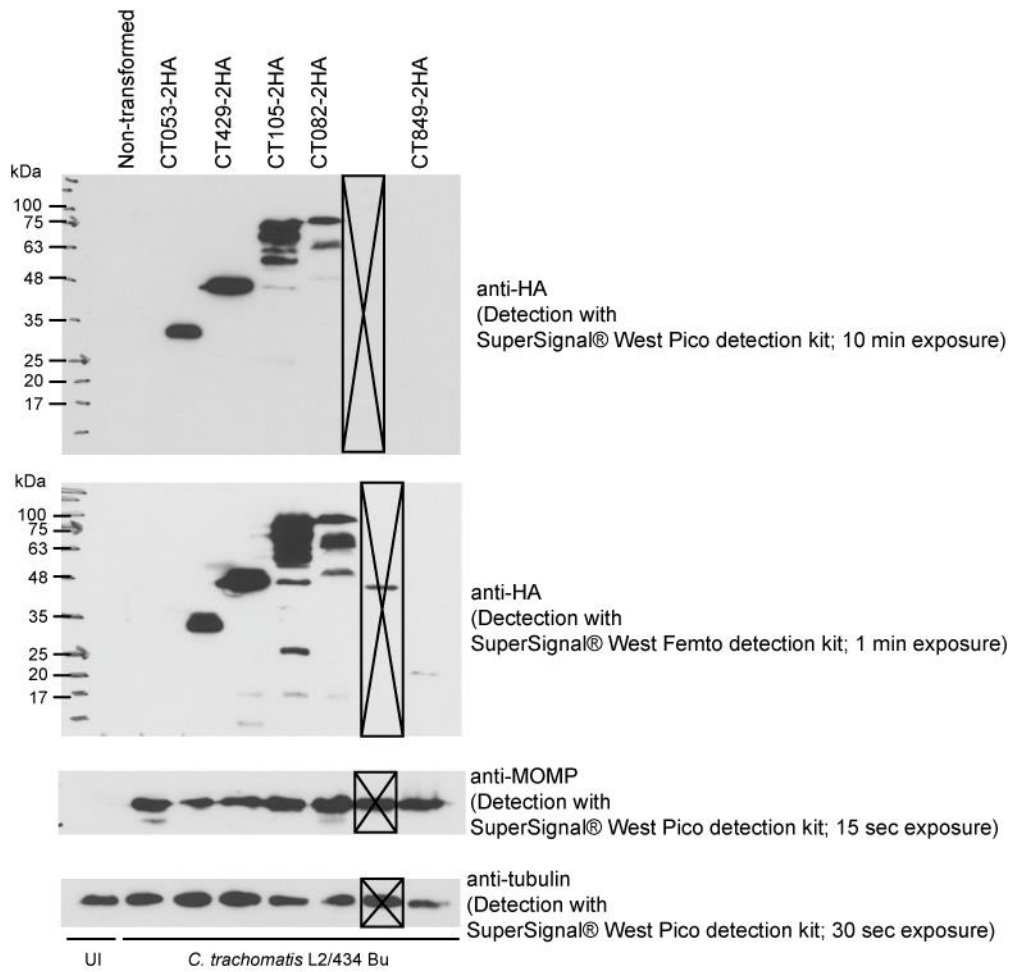 Non-transformed
CT053-2HA
CT429-2HA
CT105-2HA
CT082-2HA
CT849-2HA
kDa
100
75
63
48
35
25
20
17
anti-HA
(Detection with
SuperSignal® West Pico detection kit; 10 min exposure)
kDa
100
75
63
48
35
25
20
17
anti-HA
(Dectection with
SuperSignal® West Femto detection kit; 1 min exposure)
anti-MOMP
(Detection with
SuperSignal® West Pico detection kit; 15 sec exposure)
anti-tubulin
(Detection with
SuperSignal® West Pico detection kit; 30 sec exposure)
UI
C. trachomatis L2/434 Bu